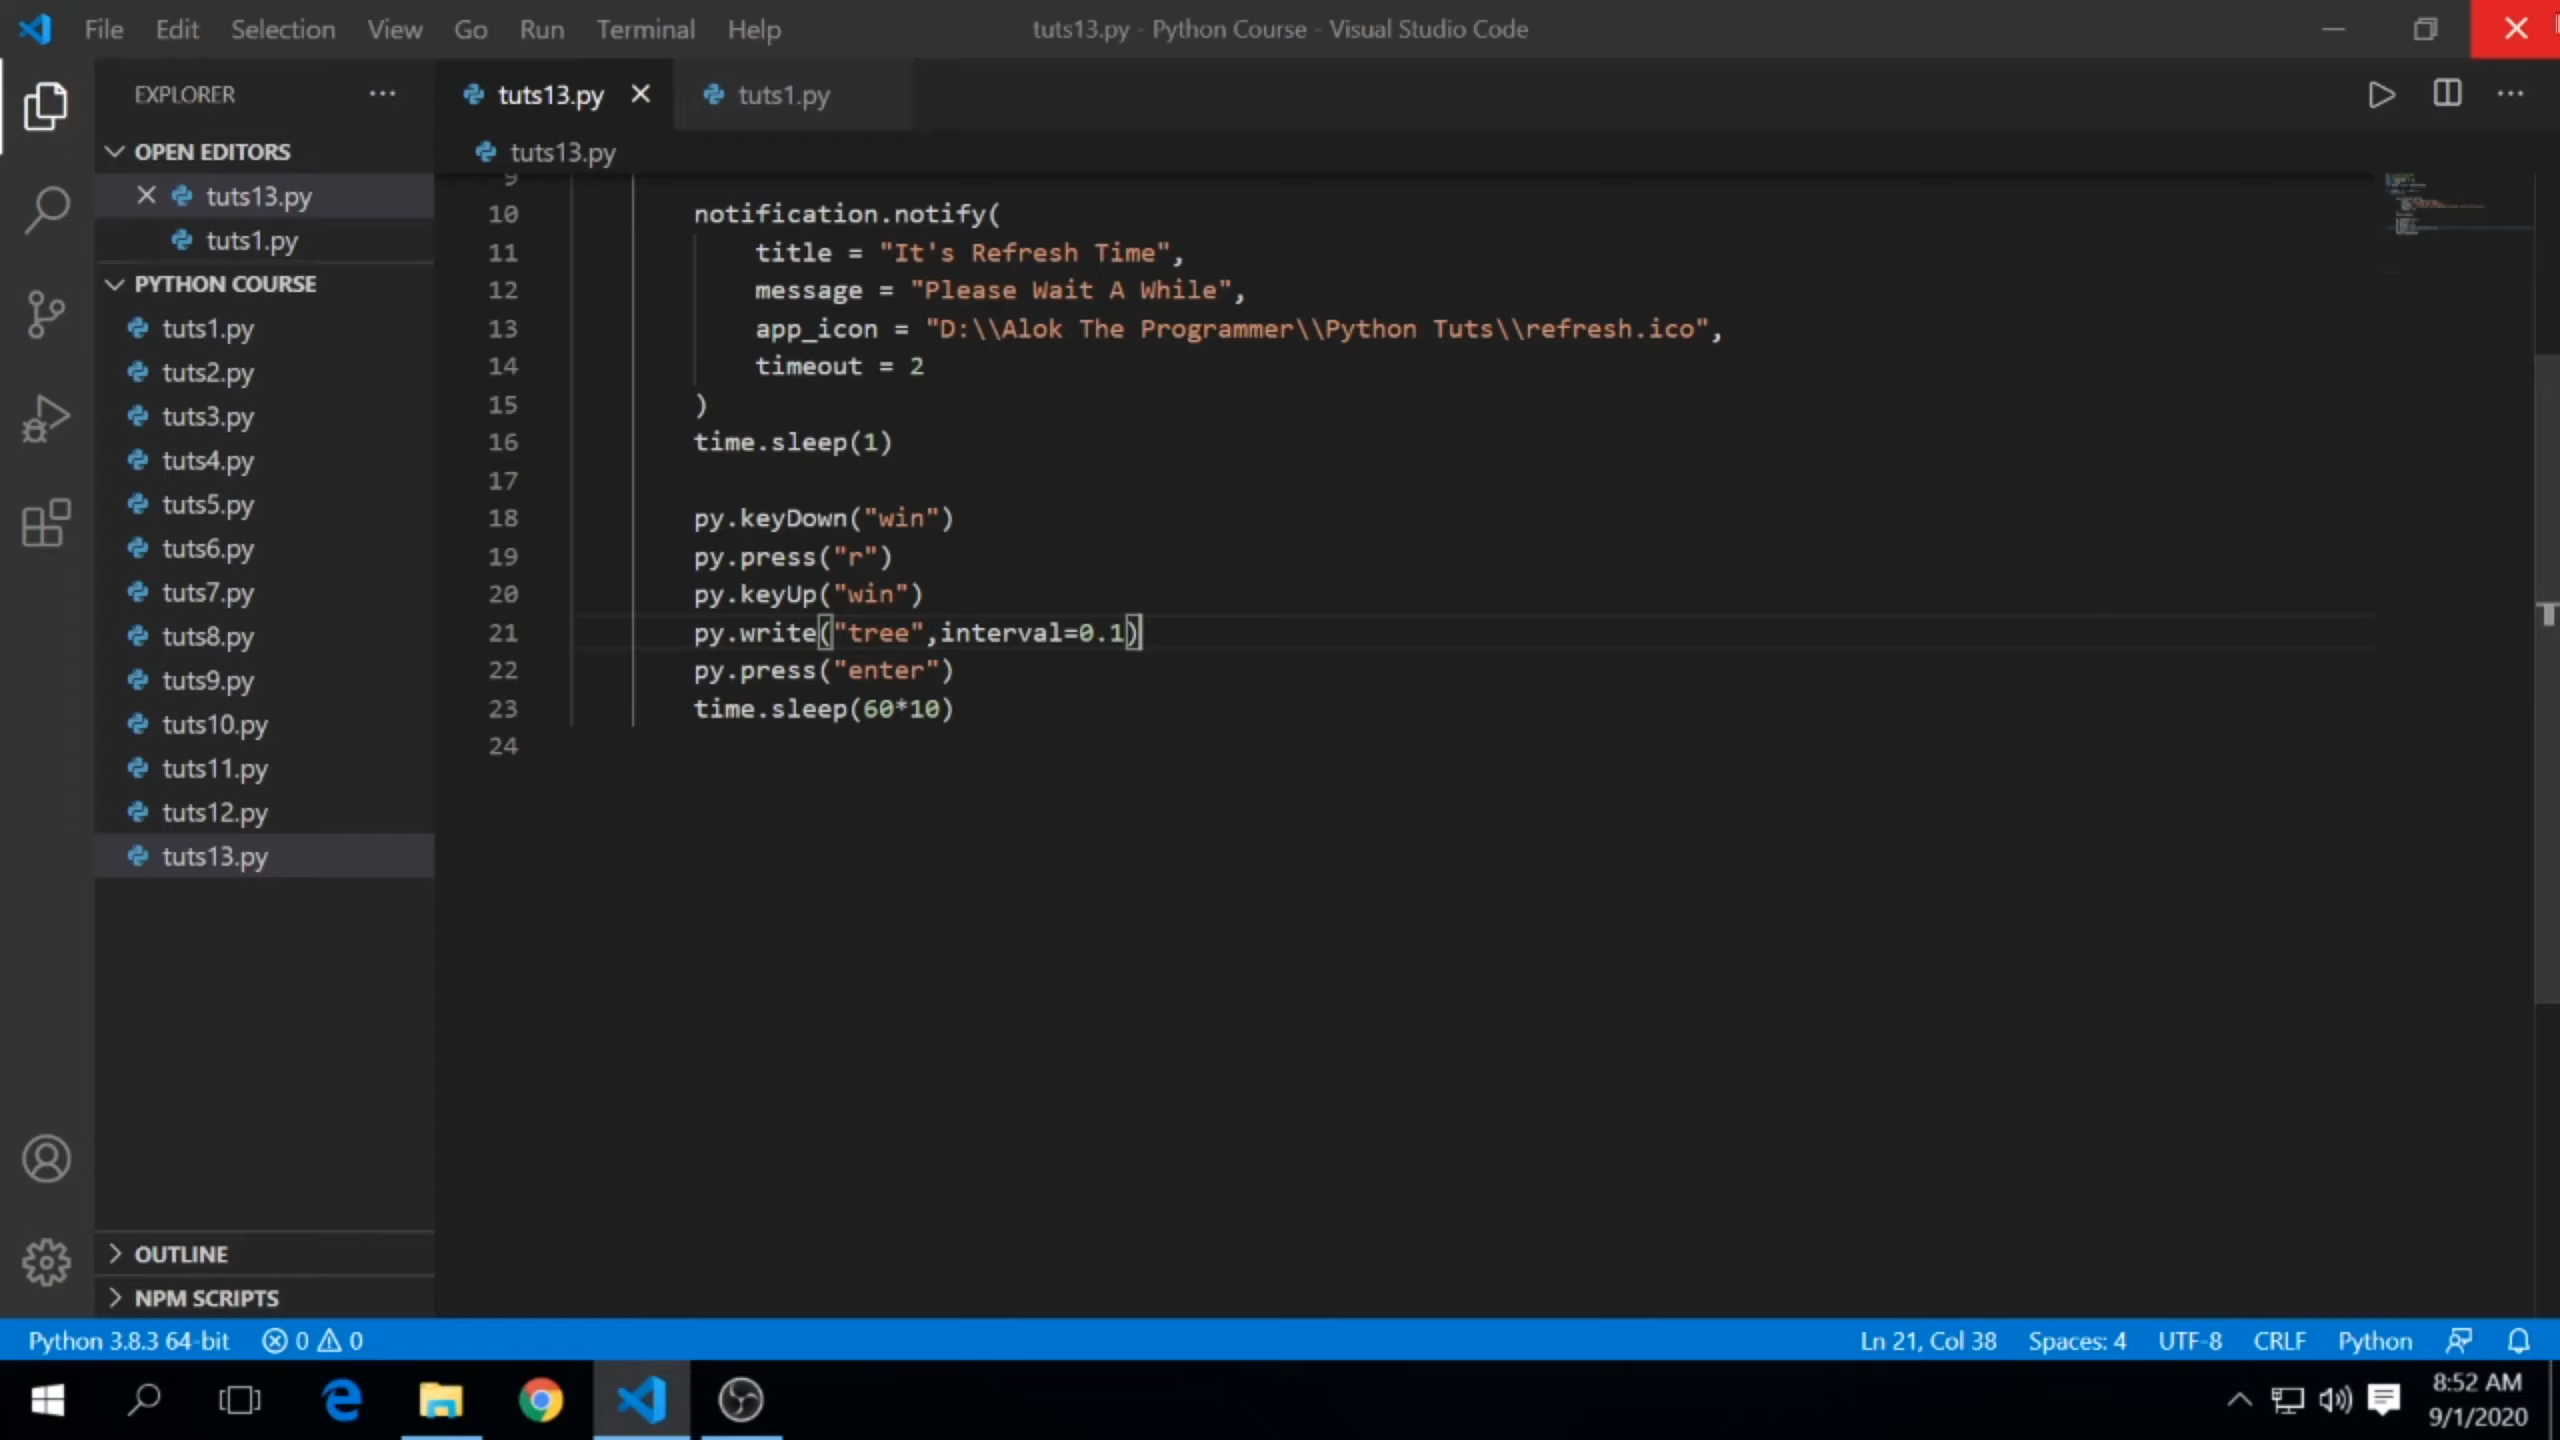 File Edit Selection View Go Run Terminal Help
tuts13.py - Python Course - Visual Studio Code
EXPLORER
OPEN EDITORS
tuts13.py
tuts1.py
PYTHON COURSE
tuts1.py
tuts2.py
tuts3.py
tuts4.py
tuts5.py
tuts6.py
tuts7.py
tuts8.py
tuts9.py
tuts10.py
tuts11.py
tuts12.py
tuts13.py
OUTLINE
NPM SCRIPTS
tuts13.py
tuts1.py
tuts13.py
9
10 notification.notify(
11 title = "It's Refresh Time",
12 message = "Please Wait A While",
13 app_icon = "D:\\Alok The Programmer\\Python Tuts\\refresh.ico",
14 timeout = 2
15 )
16 time.sleep(1)
17
18 py.keyDown("win")
19 py.press("r")
20 py.keyUp("win")
21 py.write("tree",interval=0.1)
22 py.press("enter")
23 time.sleep(60*10)
24
Python 3.8.3 64-bit 0 0 Ln 21, Col 38 Spaces: 4 UTF-8 CRLF Python
8:52 AM
9/1/2020